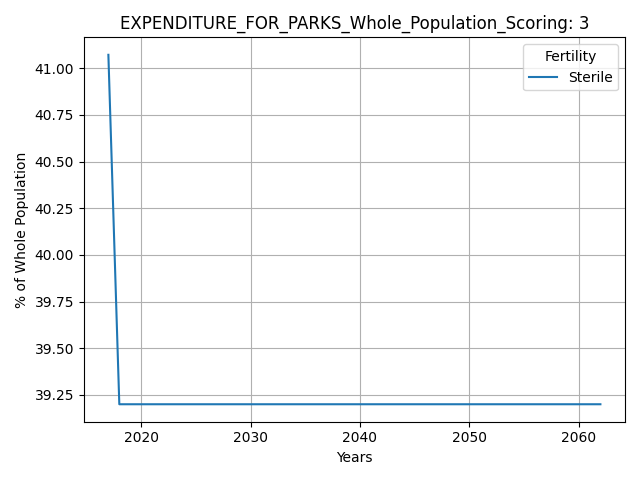 EXPENDITURE_FOR_PARKS_Whole_Population_Scoring: 3
Fertility
Sterile
% of Whole Population
41.00
40.75
40.50
40.25
40.00
39.75
39.50
39.25
2020
2030
2040
2050
2060
Years